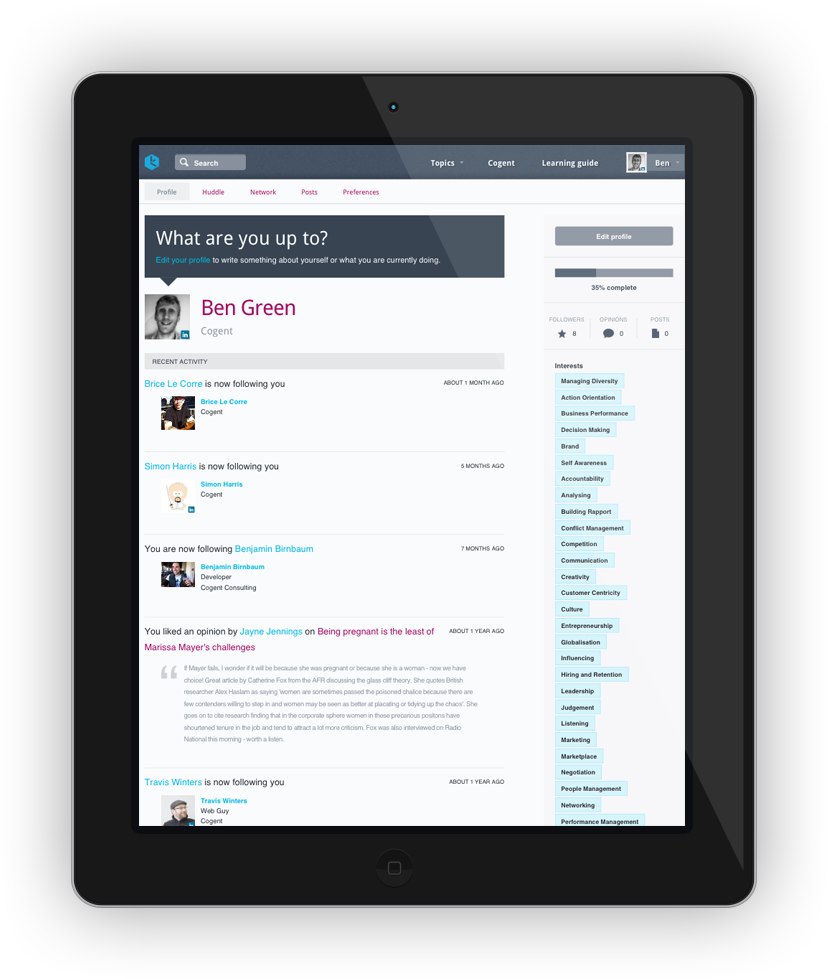 Search
Topics
Cogent
Learning guide
Ben
Profile
Huddle
Network
Posts
Preferences
What are you up to?
Edit your profile to write something about yourself or what you are currently doing.
Ben Green
Cogent
RECENT ACTIVITY
Brice Le Corre is now following you
ABOUT 1 MONTH AGO
Brice Le Corre
Cogent
Simon Harris is now following you
5 MONTHS AGO
Simon Harris
Cogent
You are now following Benjamin Birnbaum
7 MONTHS AGO
Benjamin Birnbaum
Developer
Cogent Consulting
You liked an opinion by Jayne Jennings on Being pregnant is the least of
Marissa Mayer's challenges
ABOUT 1 YEAR AGO
If Mayer fails, I wonder if it will be because she was pregnant or because she is a woman - now we have
choice! Great article by Catherine Fox from the AFR discussing the glass cliff theory. She quotes British
researcher Alex Haslam as saying 'women are sometimes passed the poisoned chalice because there are
few contenders willing to step in and women may be seen as better at placating or tidying up the chaos'. She
goes on to cite research finding that in the corporate sphere women in these precarious positons have
shourtened tenure in the job and tend to attract a lot more criticism. Fox was also interviewed on Radio
National this morning - worth a listen.
Travis Winters is now following you
ABOUT 1 YEAR AGO
Travis Winters
Web Guy
Cogent
Edit profile
35% complete
FOLLOWERS
8
OPINIONS
0
POSTS
0
Interests
Managing Diversity
Action Orientation
Business Performance
Decision Making
Brand
Self Awareness
Accountability
Analysing
Building Rapport
Conflict Management
Competition
Communication
Creativity
Customer Centricity
Culture
Entrepreneurship
Globalisation
Influencing
Hiring and Retention
Leadership
Judgement
Listening
Marketing
Marketplace
Negotiation
People Management
Networking
Performance Management